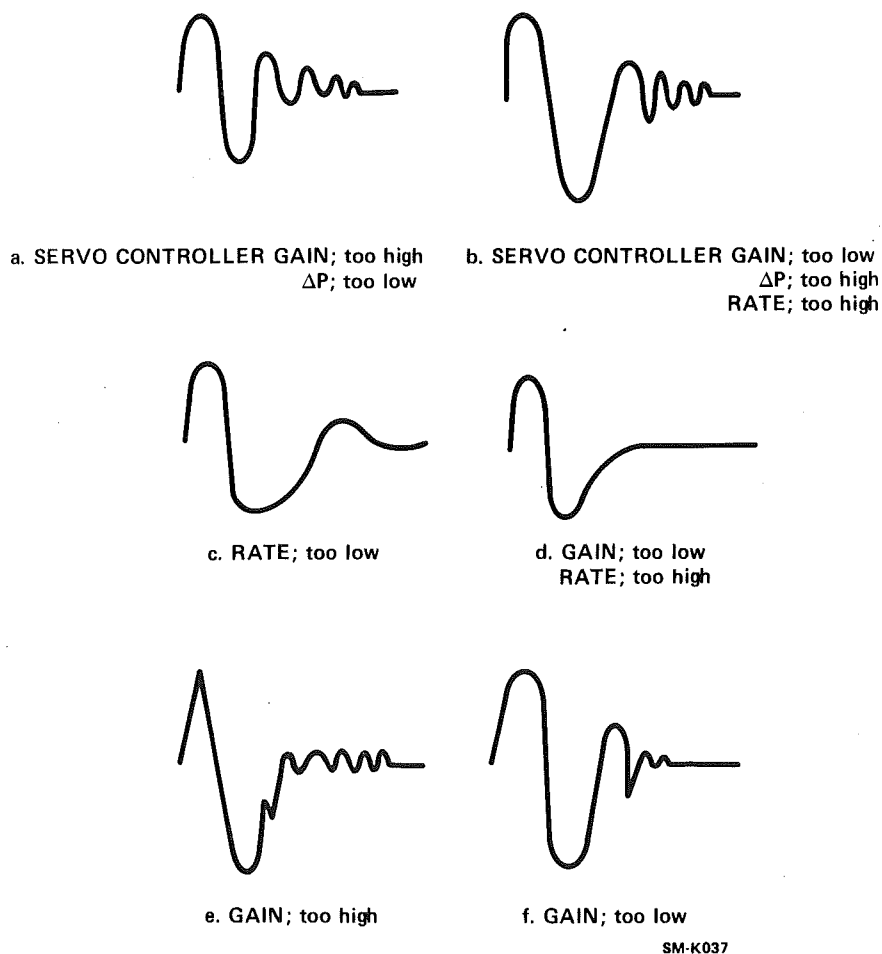 a. SERVO CONTROLLER GAIN; too high
ΔP; too low
b. SERVO CONTROLLER GAIN; too low
ΔP; too high
RATE; too high
c. RATE; too low
d. GAIN; too low
RATE; too high
e. GAIN; too high
f. GAIN; too low
SM-K037